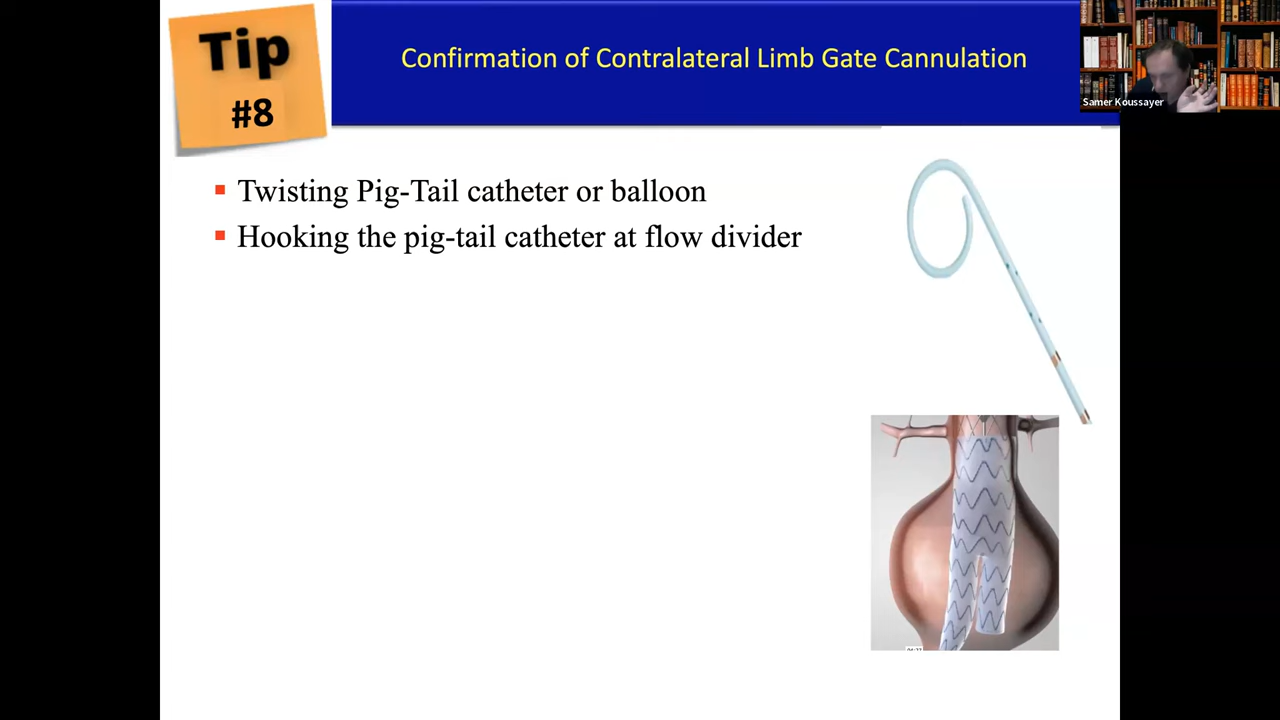 Tip
#8
Confirmation of Contralateral Limb Gate Cannulation
Samer Koussayer
Twisting Pig-Tail catheter or balloon
Hooking the pig-tail catheter at flow divider